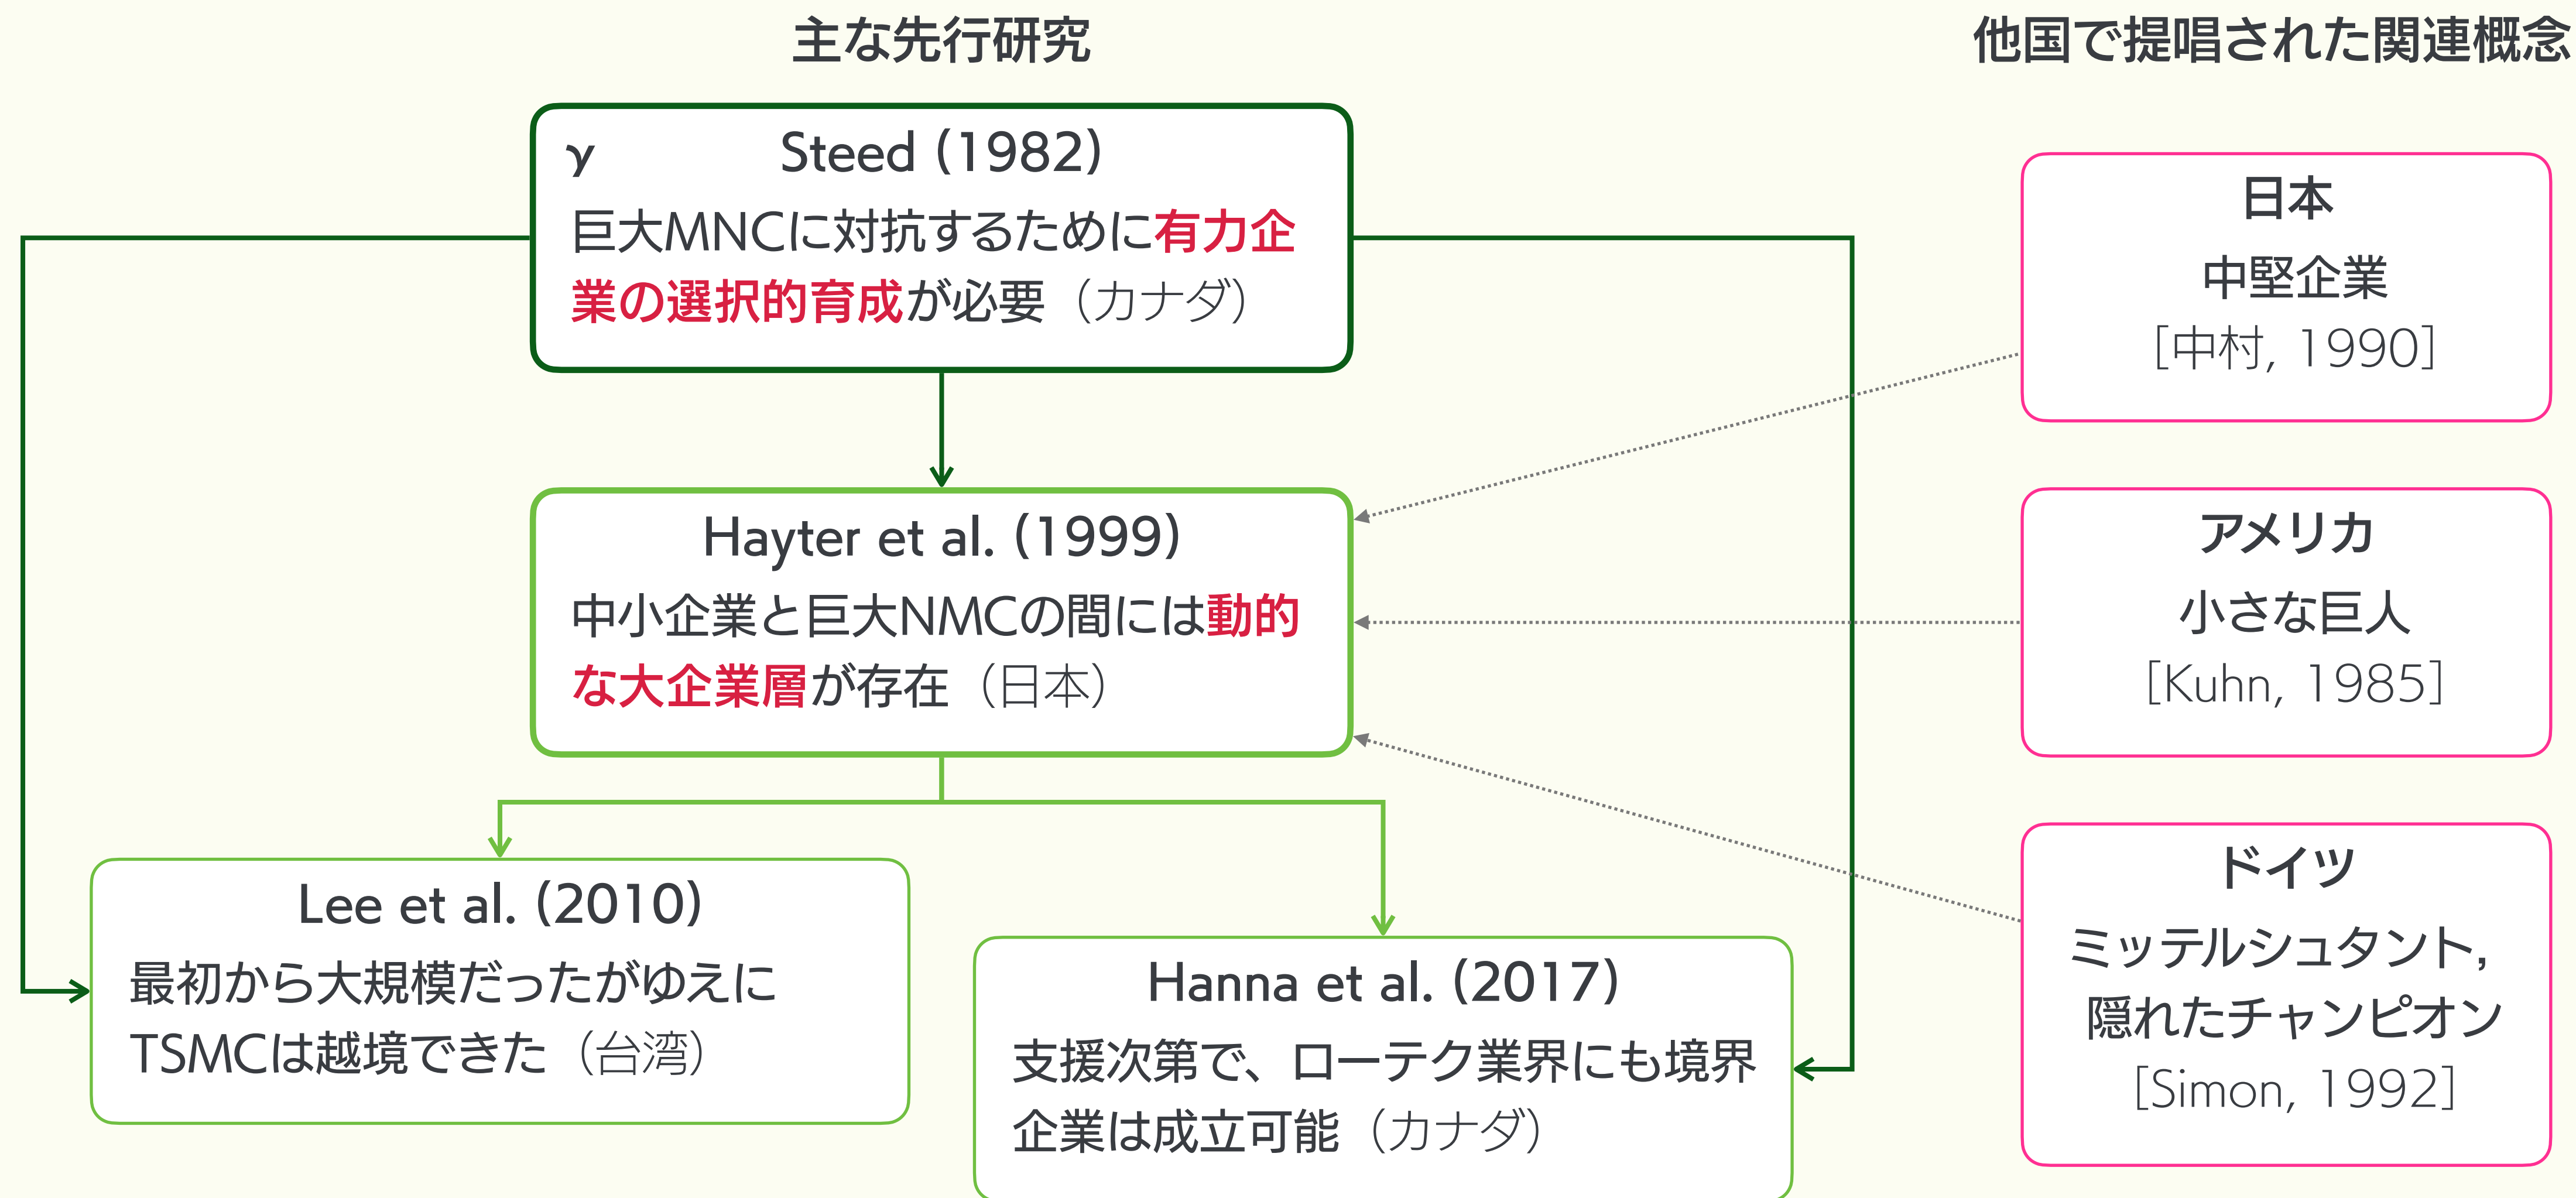 主な先行研究
他国で提唱された関連概念
γ
Steed (1982)
巨大MNCに対抗するために有力企
業の選択的育成が必要（カナダ）
Hayter et al. (1999)
中小企業と巨大NMCの間には動的
な大企業層が存在（日本）
Lee et al. (2010)
最初から大規模だったがゆえに
TSMCは越境できた（台湾）
Hanna et al. (2017)
支援次第で、ローテク業界にも境界
企業は成立可能（カナダ）
日本
中堅企業
[中村, 1990]
アメリカ
小さな巨人
[Kuhn, 1985]
ドイツ
ミッテルシュタント,
隠れたチャンピオン
[Simon, 1992]